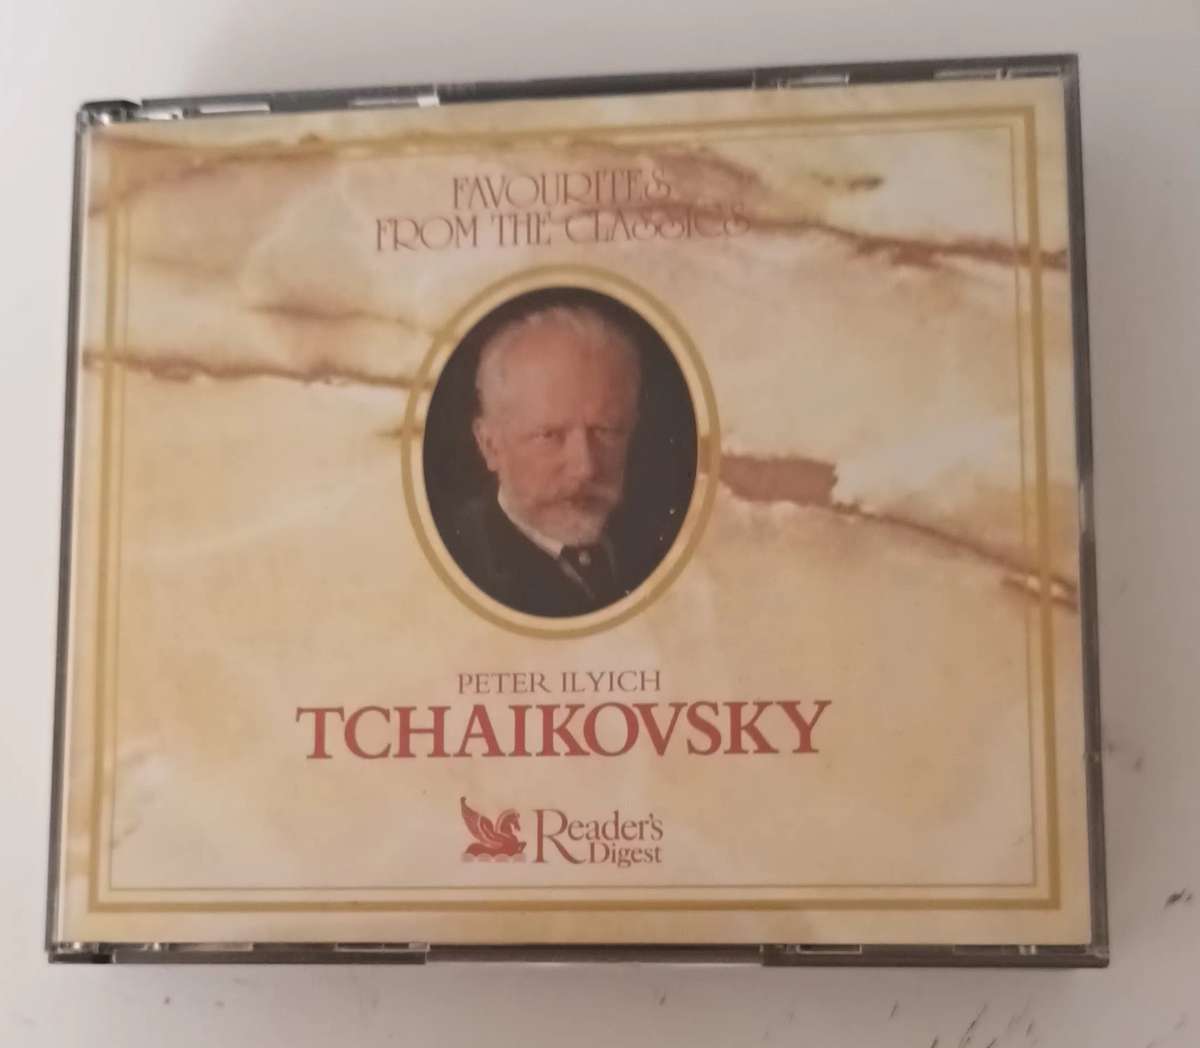 FAVOURITES
FROM THE CLASSICS
PETER ILYICH
TCHAIKOVSKY
Reader's
Digest